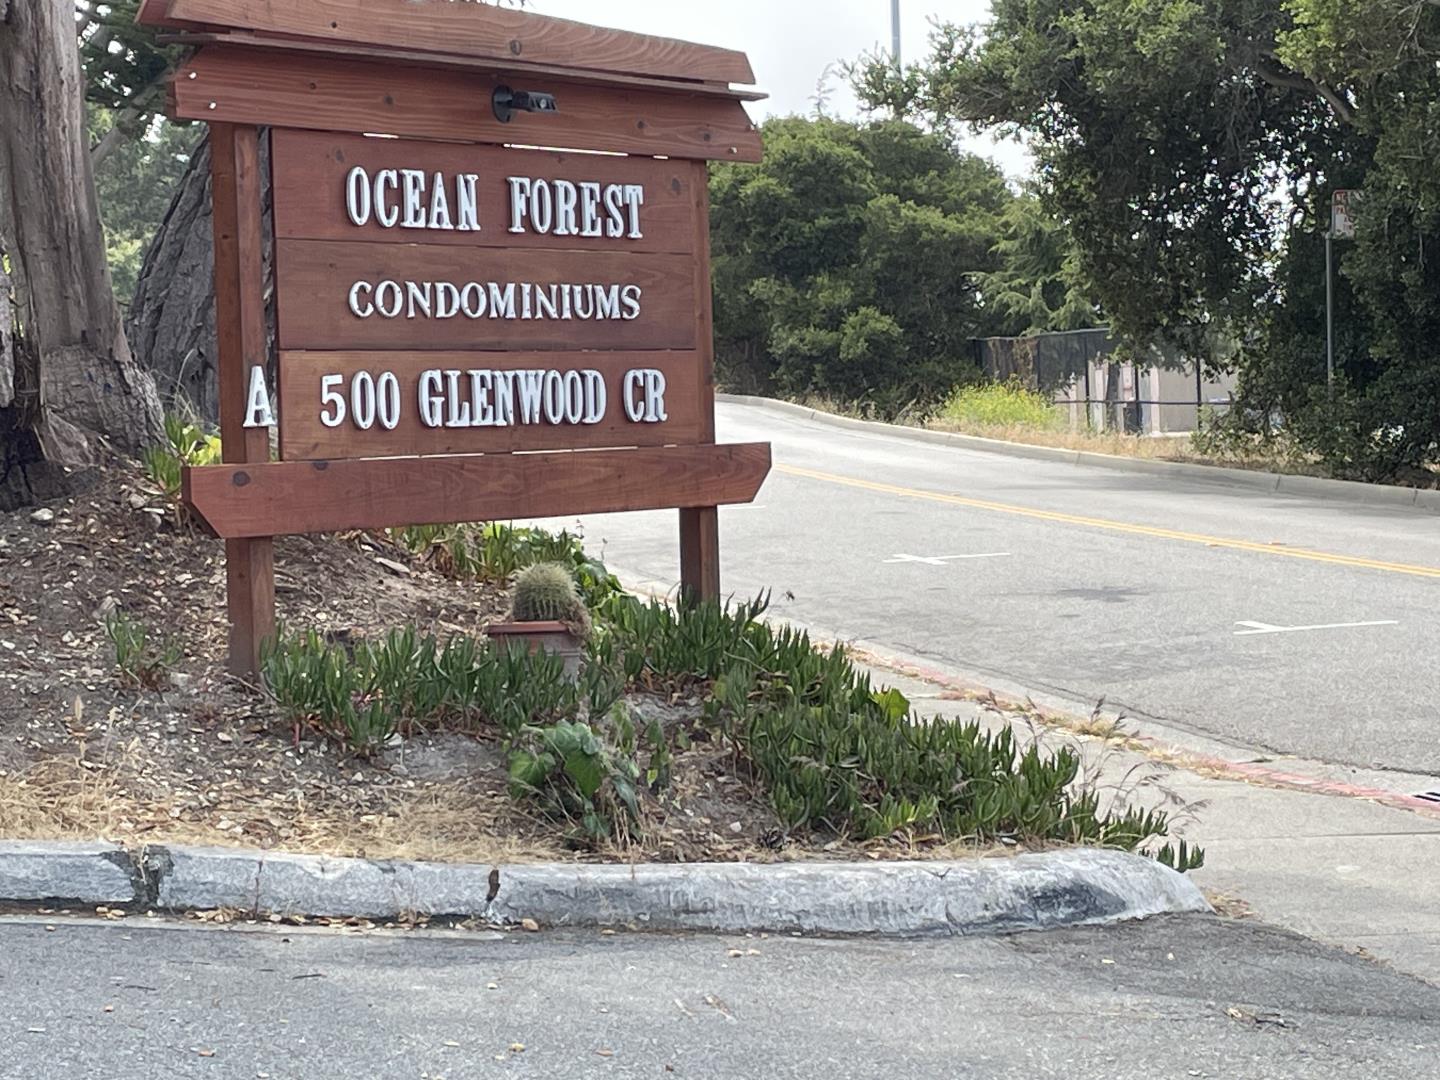 OCEAN FOREST
CONDOMINIUMS
A 500 GLENWOOD CR